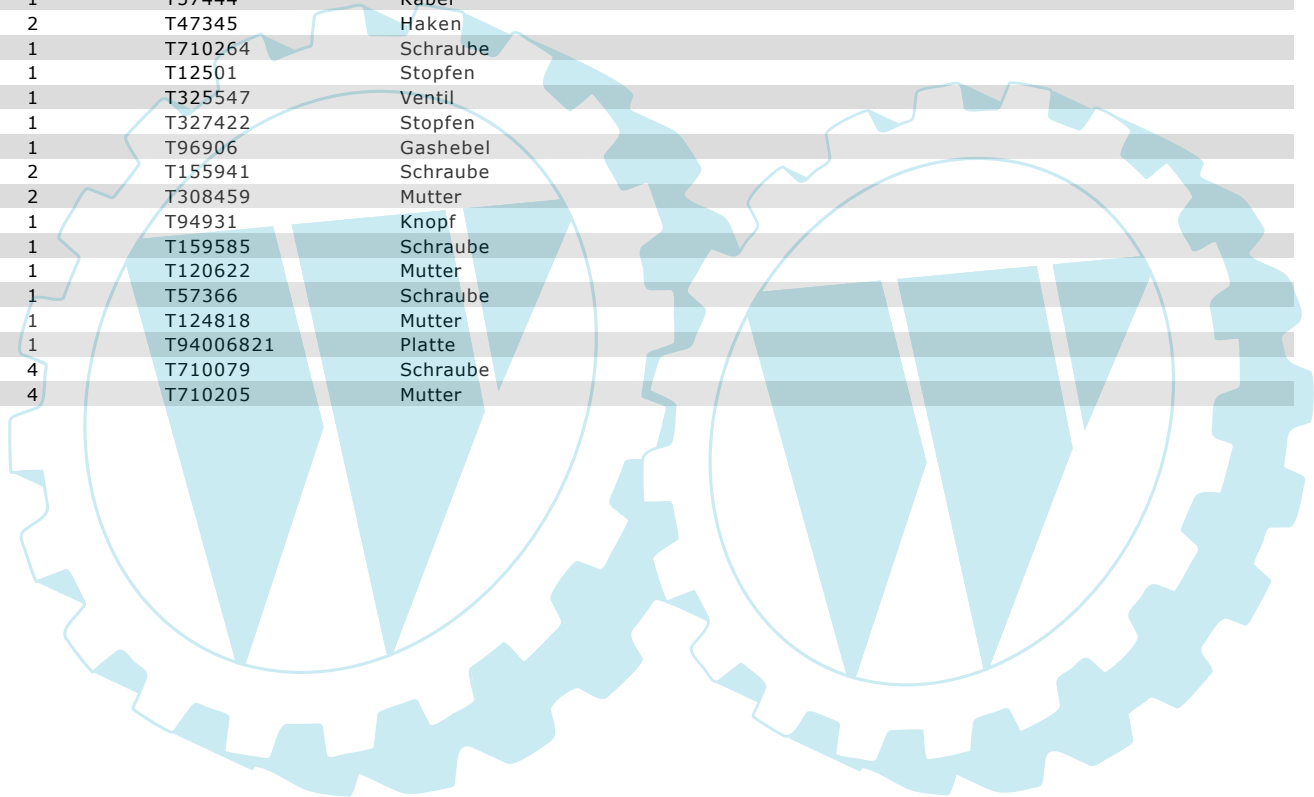 2 T47345 Haken
1 T710264 Schraube
1 T12501 Stopfen
1 T325547 Ventil
1 T327422 Stopfen
1 T96906 Gashebel
2 T155941 Schraube
2 T308459 Mutter
1 T94931 Knopf
1 T159585 Schraube
1 T120622 Mutter
1 T57366 Schraube
1 T124818 Mutter
1 T94006821 Platte
4 T710079 Schraube
4 T710205 Mutter